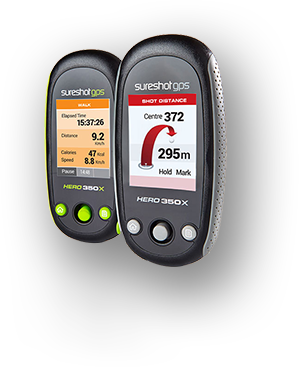 sureshotgps
WALK
Elapsed Time
15:37:26
Distance 9.2
Km/h
Calories 47 Kcal
Speed 8.8 Km/h
Pause
HERO 350X
sureshotgps
SHOT DISTANCE
Centre 372
295m
Hold Mark
HERO 350X